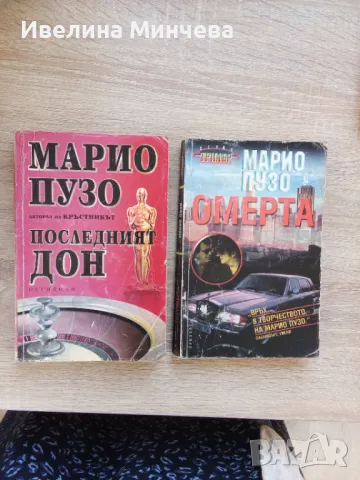 Ивелина Минчева
МАРИО
ПУЗО
АВТОРЪТ НА КРЪСТНИКЪТ
ПОСЛЕДНИЯТ
ДОН
МАРИО
ПУЗО
ОМЕРТА
„ВРЪХ
В ТВОРЧЕСТВОТО
НА МАРИО ПУЗО.“
BAZAR